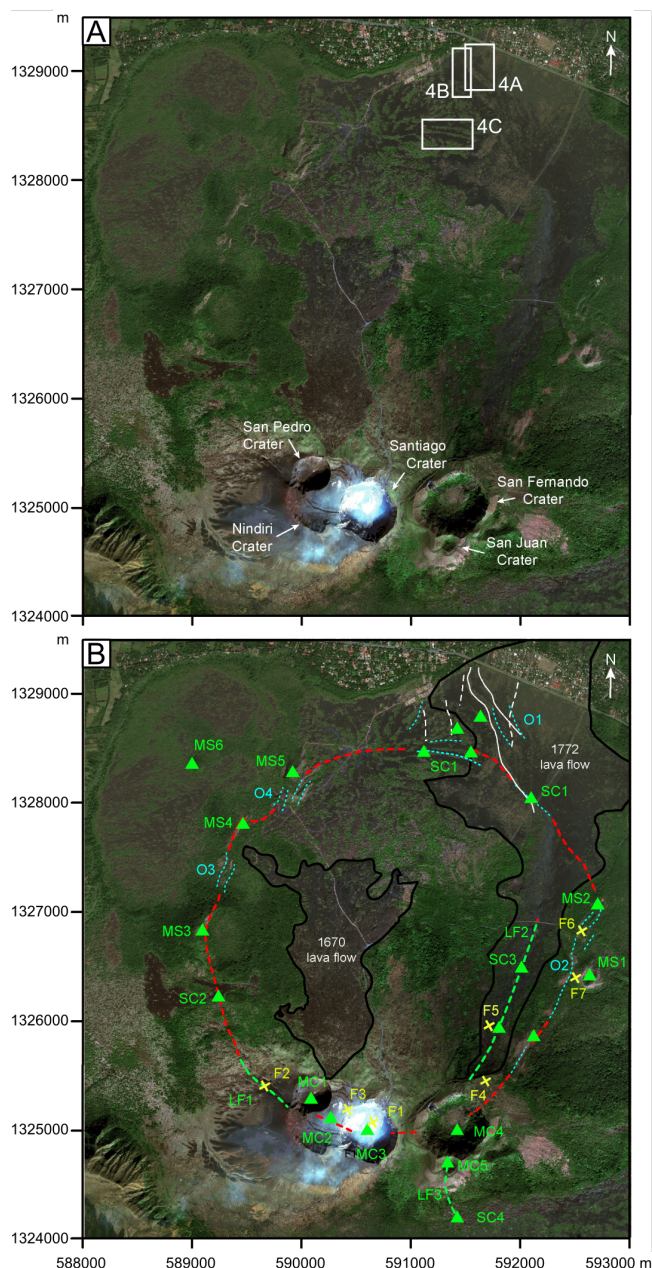 A
N
1329000
4B
4A
4C
1328000
1327000
1326000
San Pedro
Crater
Santiago
Crater
San Fernando
Crater
1325000
Nindiri
Crater
San Juan
Crater
1324000
m
B
N
1329000
O1
MS6
MS5
1772
lava flow
SC1
SC1
1328000
O4
MS4
O3
MS2
1327000
F6
LF2
MS3
1670
lava flow
SC3
O2
MS1
F7
SC2
1326000
F5
F2
MC1
F4
LF1
F3
F1
1325000
MC2
MC3
MC4
MC5
LF3
SC4
1324000
588000
589000
590000
591000
592000
593000 m
m